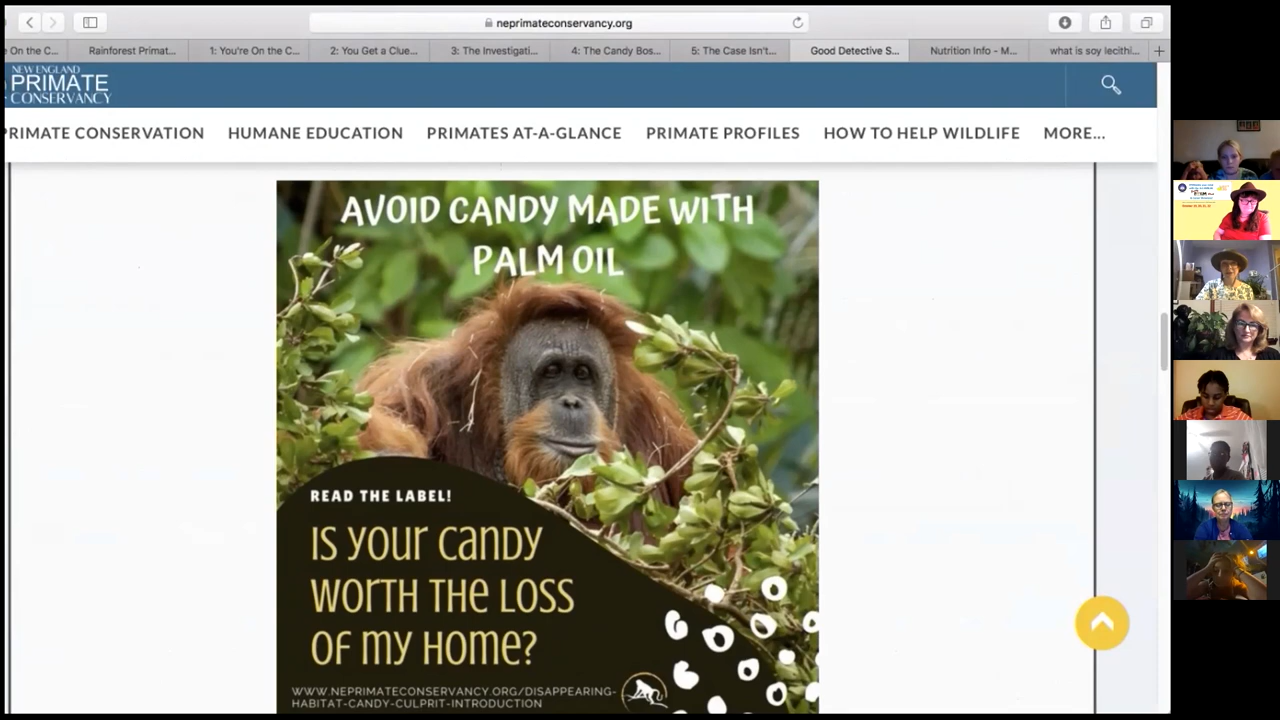 neprimateconservancy.org
e On the C...
Rainforest Primat...
1: You're On the C...
2: You Get a Clue...
3: The Investigati...
4: The Candy Bos...
5: The Case Isn't...
Good Detective S...
Nutrition Info - M...
what is soy lecithi...
NEW ENGLAND
PRIMATE
CONSERVANCY
PRIMATE CONSERVATION
HUMANE EDUCATION
PRIMATES AT-A-GLANCE
PRIMATE PROFILES
HOW TO HELP WILDLIFE
MORE...
AVOID CANDY MADE WITH
PALM OIL
READ THE LABEL!
IS YOUR CANDY
WORTH THE LOSS
OF MY HOME?
WWW.NEPRIMATECONSERVANCY.ORG/DISAPPEARING-
HABITAT-CANDY-CULPRIT-INTRODUCTION